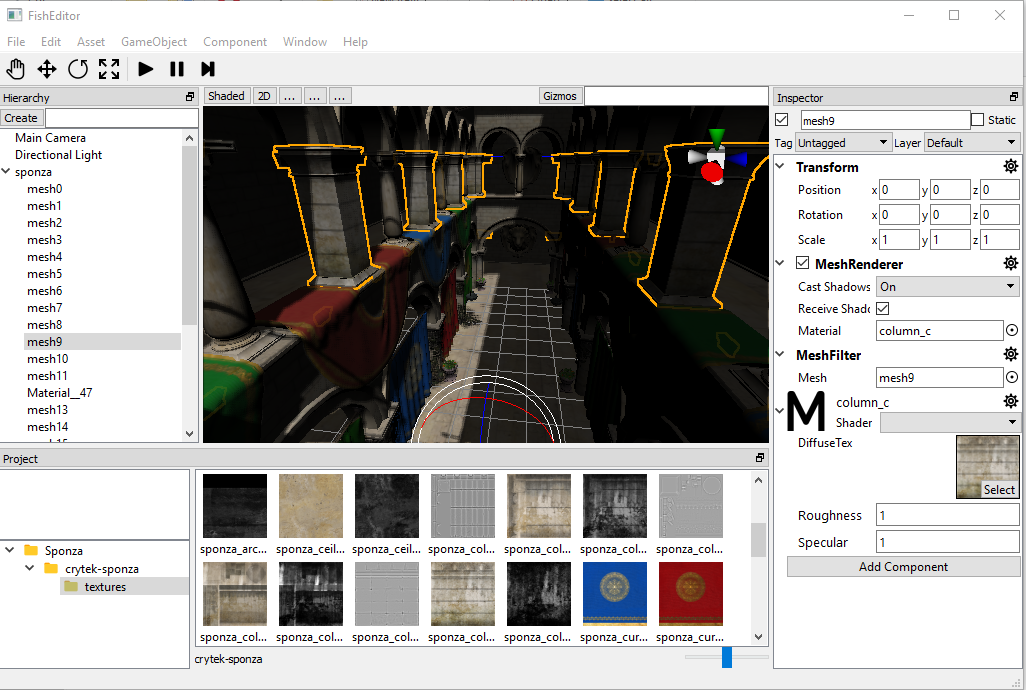 FishEditor
File Edit Asset GameObject Component Window Help
Hierarchy
Create
Main Camera
Directional Light
sponza
mesh0
mesh1
mesh2
mesh3
mesh4
mesh5
mesh6
mesh7
mesh8
mesh9
mesh10
mesh11
Material__47
mesh13
mesh14
Shaded 2D ... ... ... Gizmos
Inspector
mesh9 Static
Tag Untagged Layer Default
Transform
Position x 0 y 0 z 0
Rotation x 0 y 0 z 0
Scale x 1 y 1 z 1
MeshRenderer
Cast Shadows On
Receive Shado
Material column_c
MeshFilter
Mesh mesh9
M column_c
Shader
DiffuseTex
Select
Roughness 1
Specular 1
Add Component
Project
Sponza
crytek-sponza
textures
sponza_arc... sponza_ceil... sponza_ceil... sponza_col... sponza_col... sponza_col... sponza_col...
sponza_col... sponza_col... sponza_col... sponza_col... sponza_col... sponza_cur... sponza_cur...
crytek-sponza